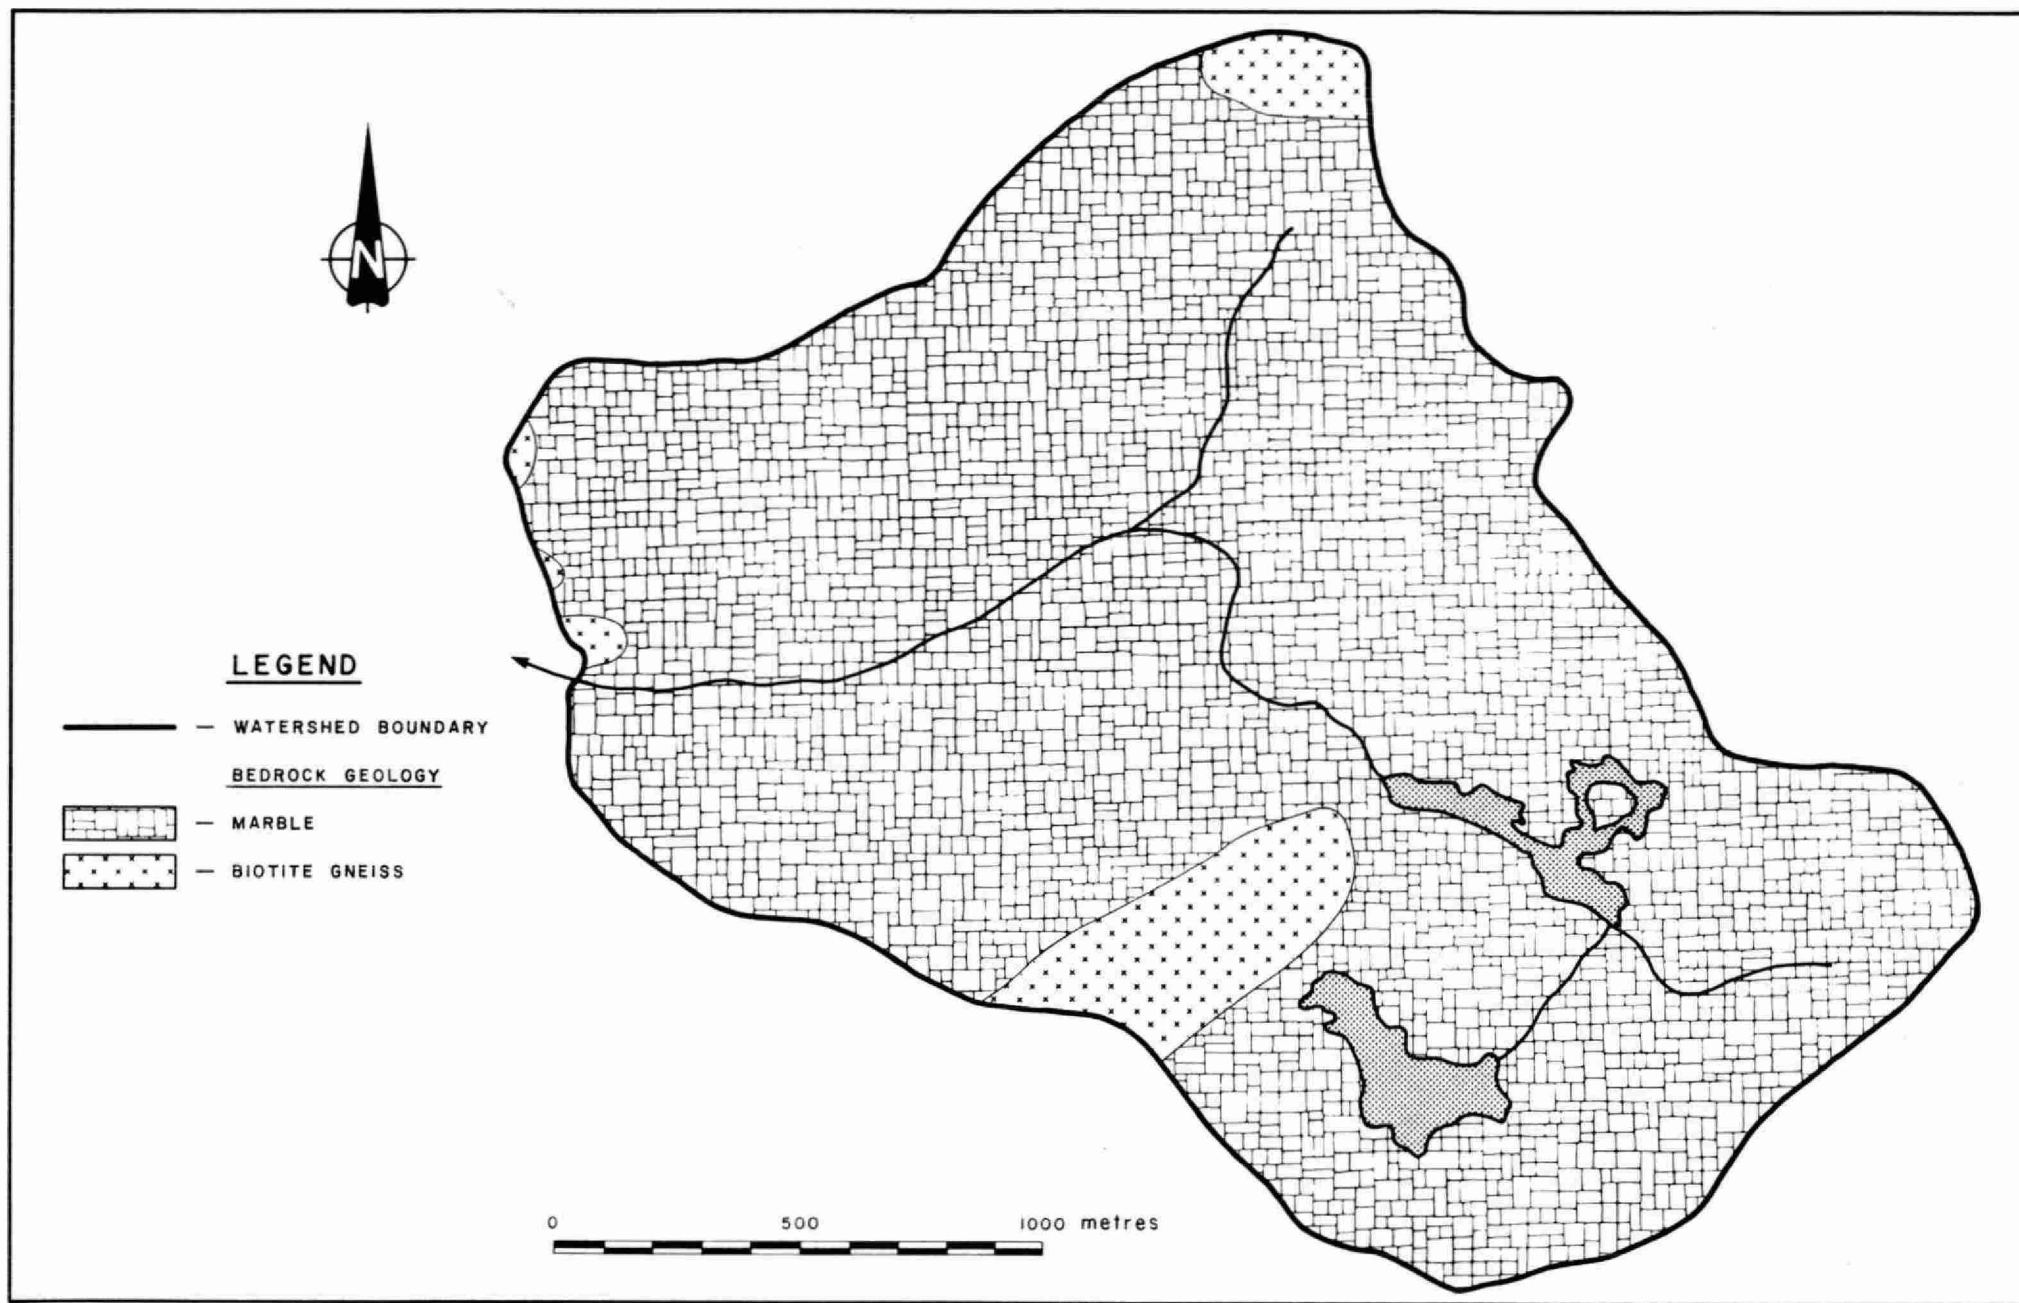 N
LEGEND
— WATERSHED BOUNDARY
BEDROCK GEOLOGY
— MARBLE
— BIOTITE GNEISS
0 500 1000 metres